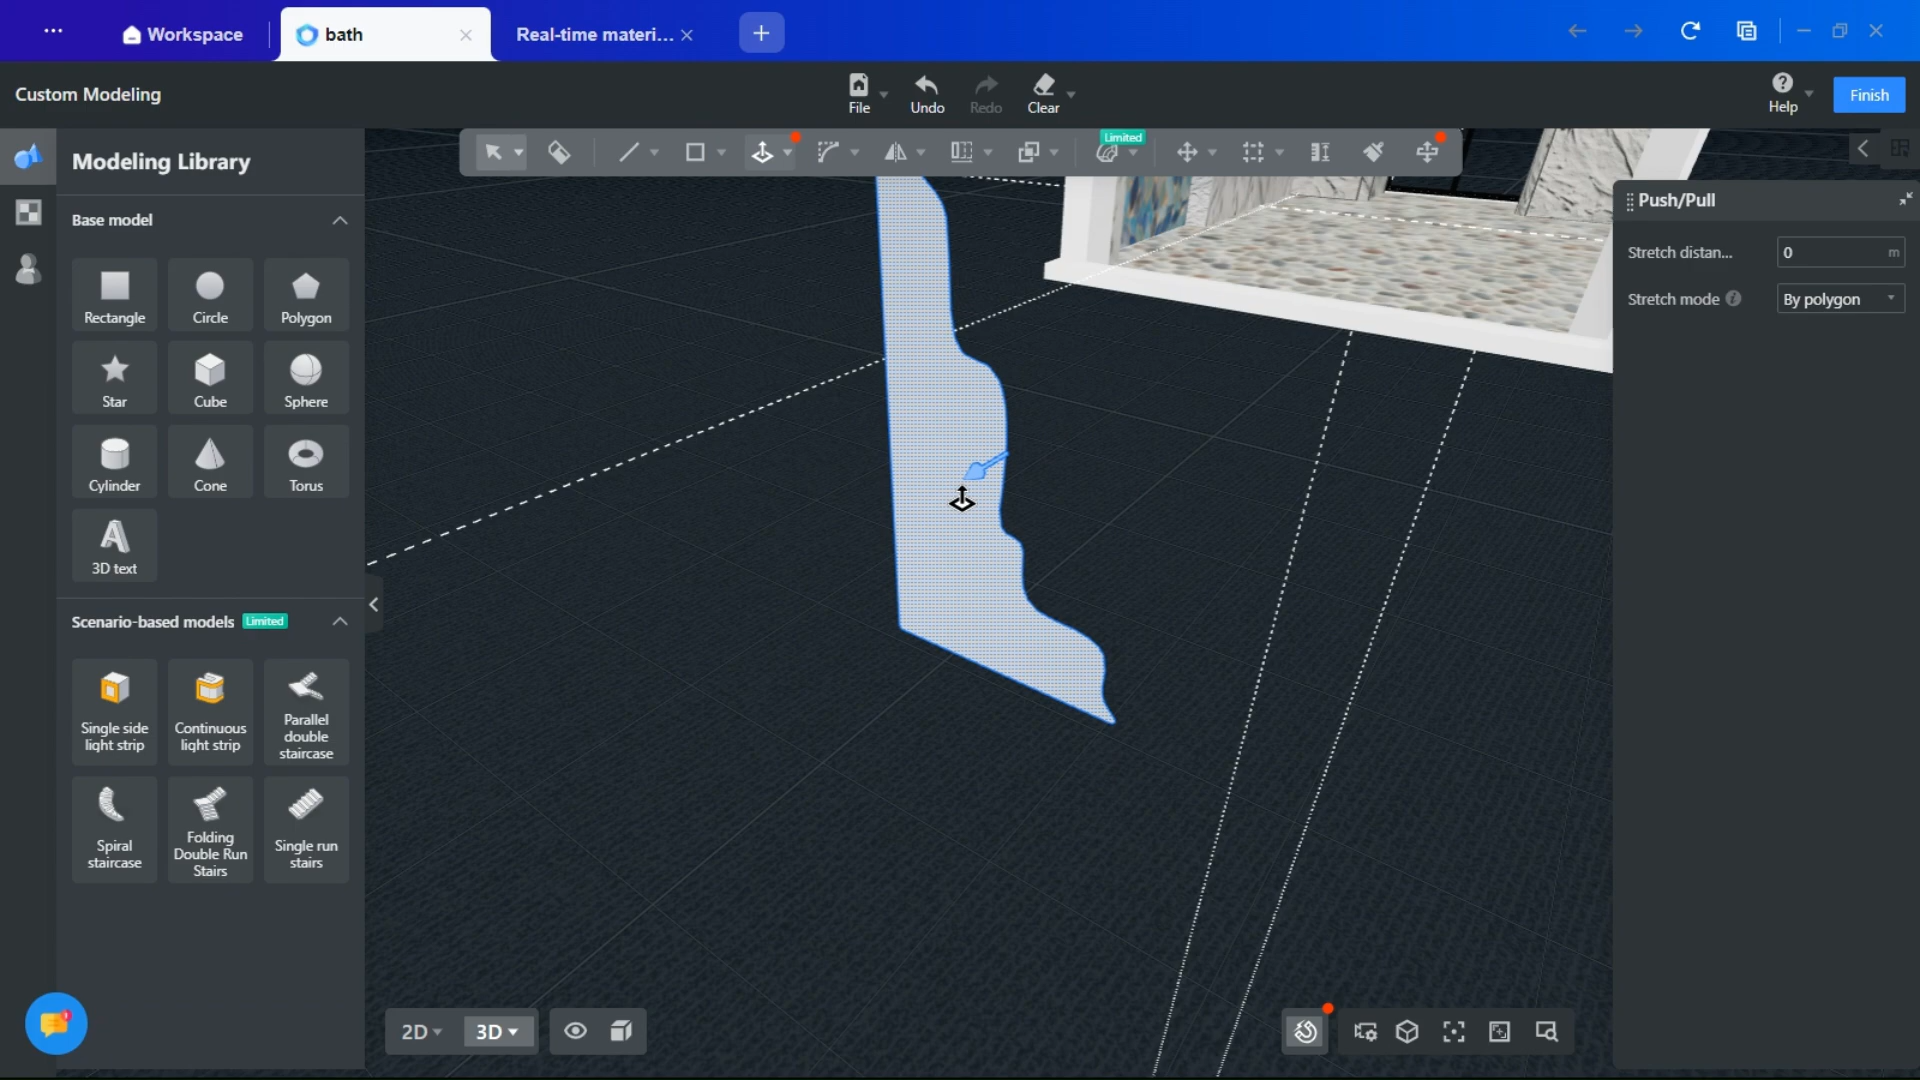 Workspace
bath
Real-time materi...
Custom Modeling
File
Undo
Redo
Clear
Help
Finish
Limited
Modeling Library
Base model
Rectangle
Circle
Polygon
Star
Cube
Sphere
Cylinder
Cone
Torus
3D text
Scenario-based models Limited
Single side
light strip
Continuous
light strip
Parallel
double
staircase
Spiral
staircase
Folding
Double Run
Stairs
Single run
stairs
Push/Pull
Stretch distan... 0 m
Stretch mode By polygon
2D
3D